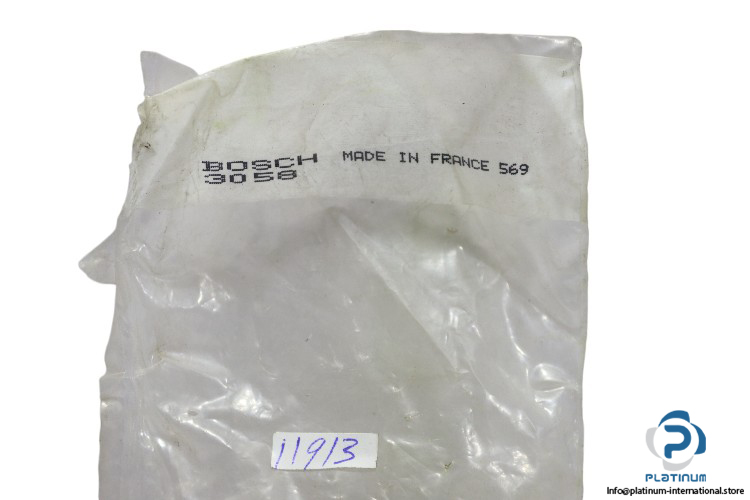 BOSCH MADE IN FRANCE 569
3058
11913
PLATINUM
Info@platinum-international.store